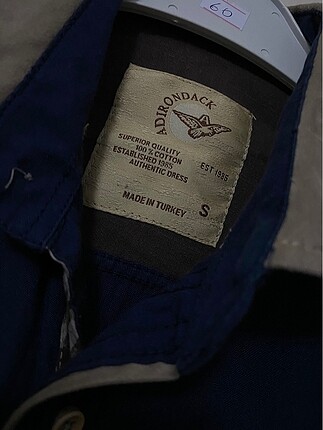 60
ADIRONDACK
SUPERIOR QUALITY
100% COTTON
ESTABLISHED 1985
AUTHENTIC DRESS
EST 1985
MADE IN TURKEY
S